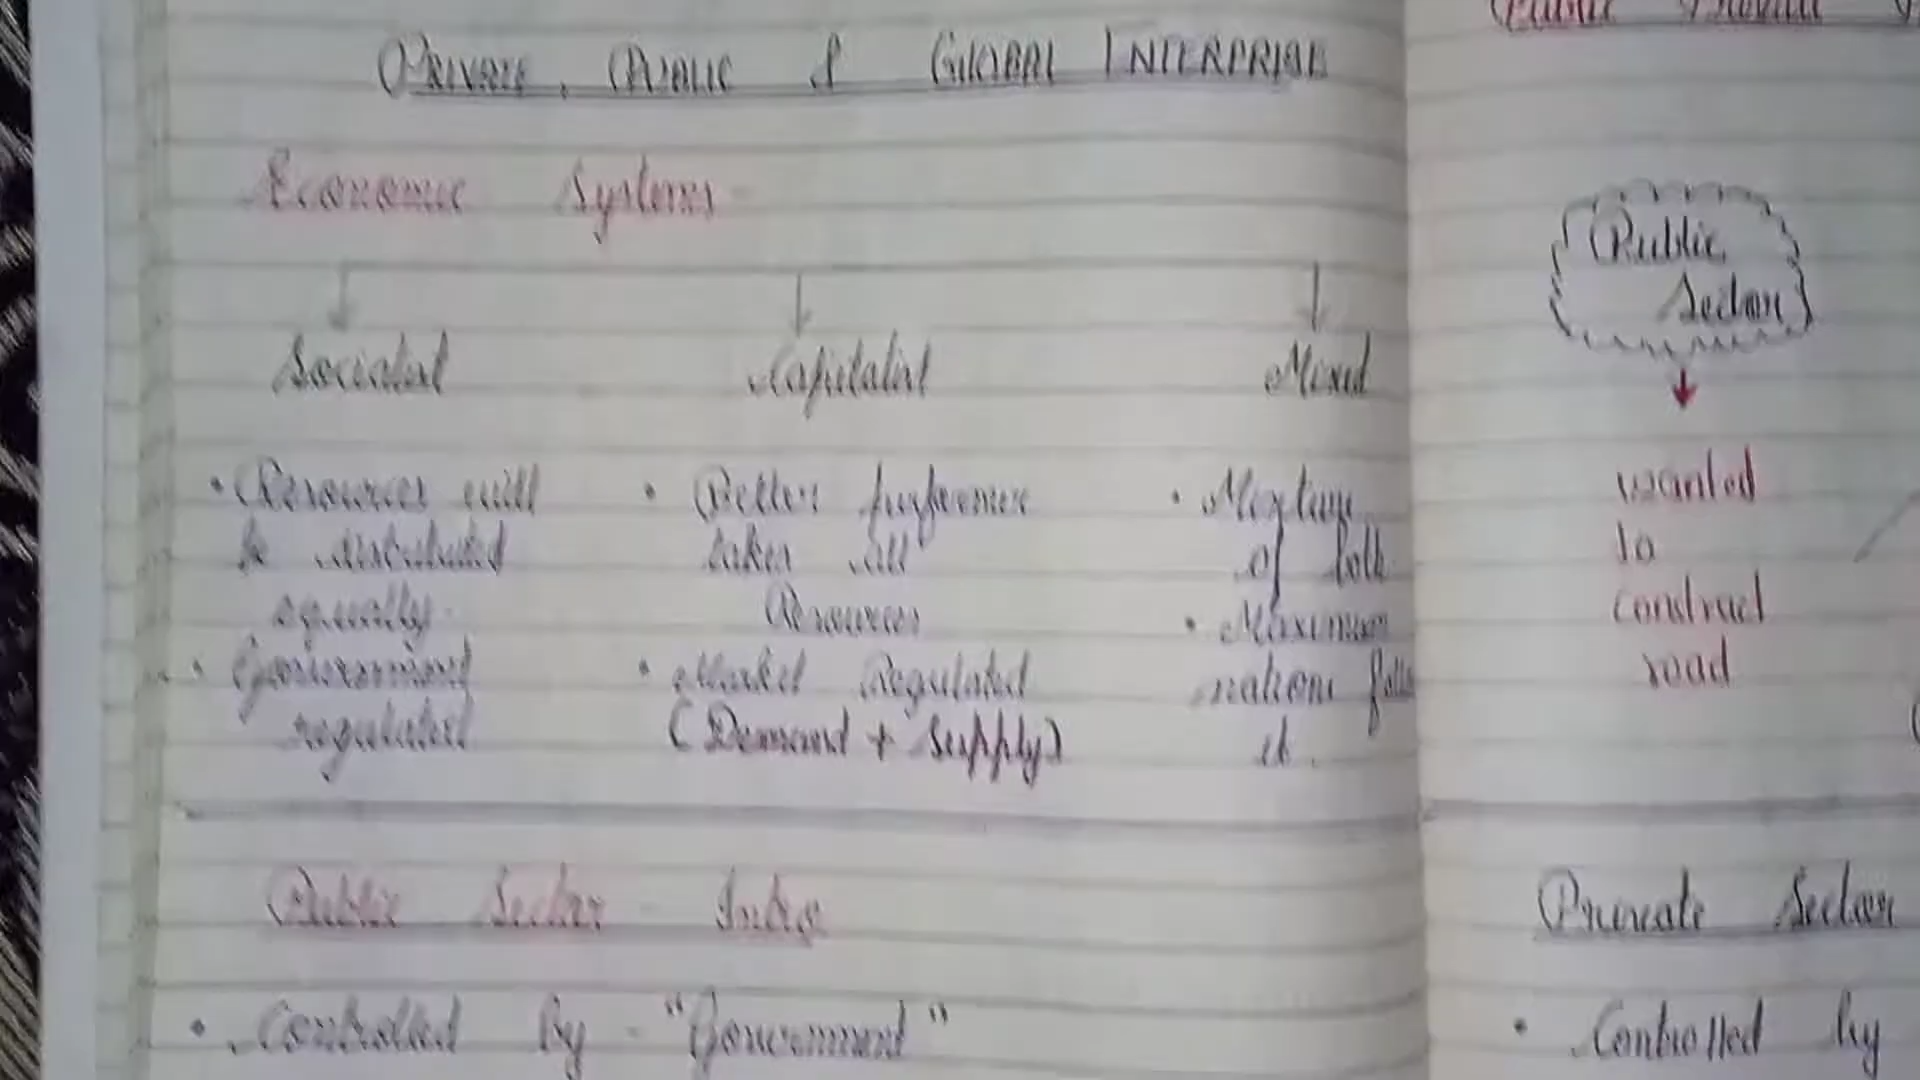 PRIVATE, PUBLIC & GLOBAL ENTERPRISE
Economic Systems -
Socialist
Capitalist
Mixed
• Resources will
be distributed
equally.
• Government
regulated
• Better performer
takes all
Resources
• Market Regulated
(Demand + Supply)
• Mixture
of both
• Maximum
nations
it.
Public Sector - Intro
• Controlled by - "Government"
Public Private
Public
Sector
wanted
to
construct
road
Private Sector
• Controlled by